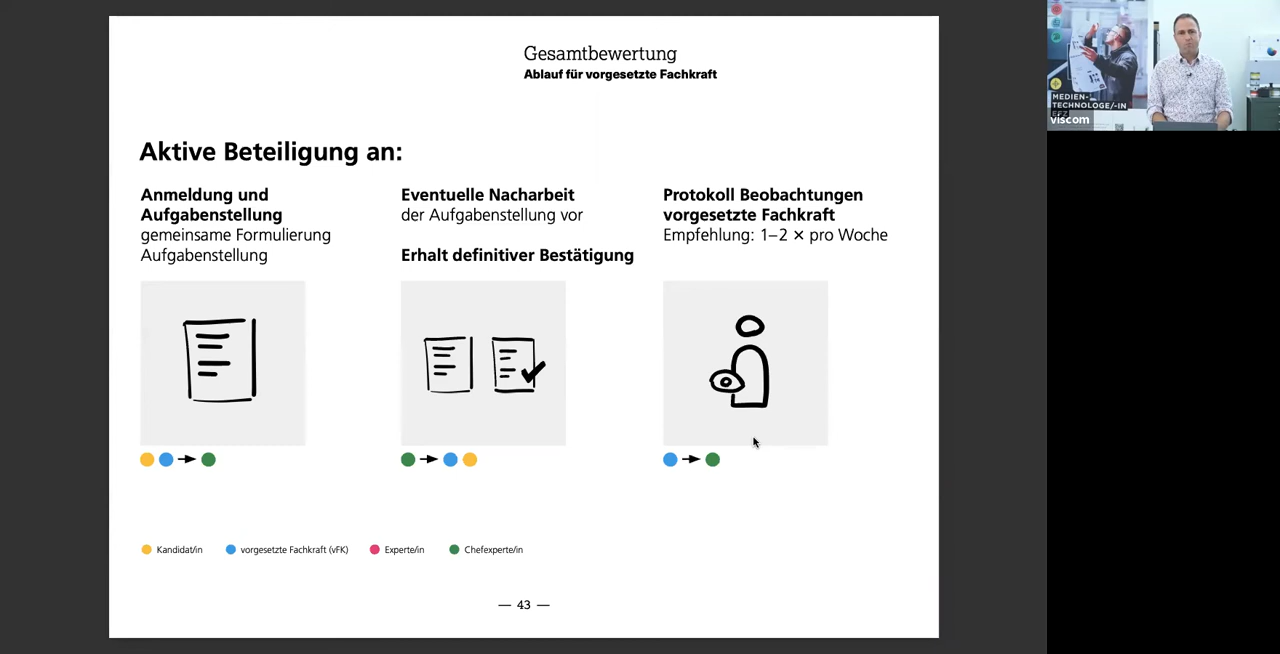 Gesamtbewertung
Ablauf für vorgesetzte Fachkraft
Aktive Beteiligung an:
Anmeldung und
Aufgabenstellung
gemeinsame Formulierung
Aufgabenstellung
Eventuelle Nacharbeit
der Aufgabenstellung vor
Erhalt definitiver Bestätigung
Protokoll Beobachtungen
vorgesetzte Fachkraft
Empfehlung: 1–2 × pro Woche
Kandidat/in
vorgesetzte Fachkraft (vFK)
Experte/in
Chefexperte/in
— 43 —
MEDIEN-
TECHNOLOGE/-IN
EFZ
viscom